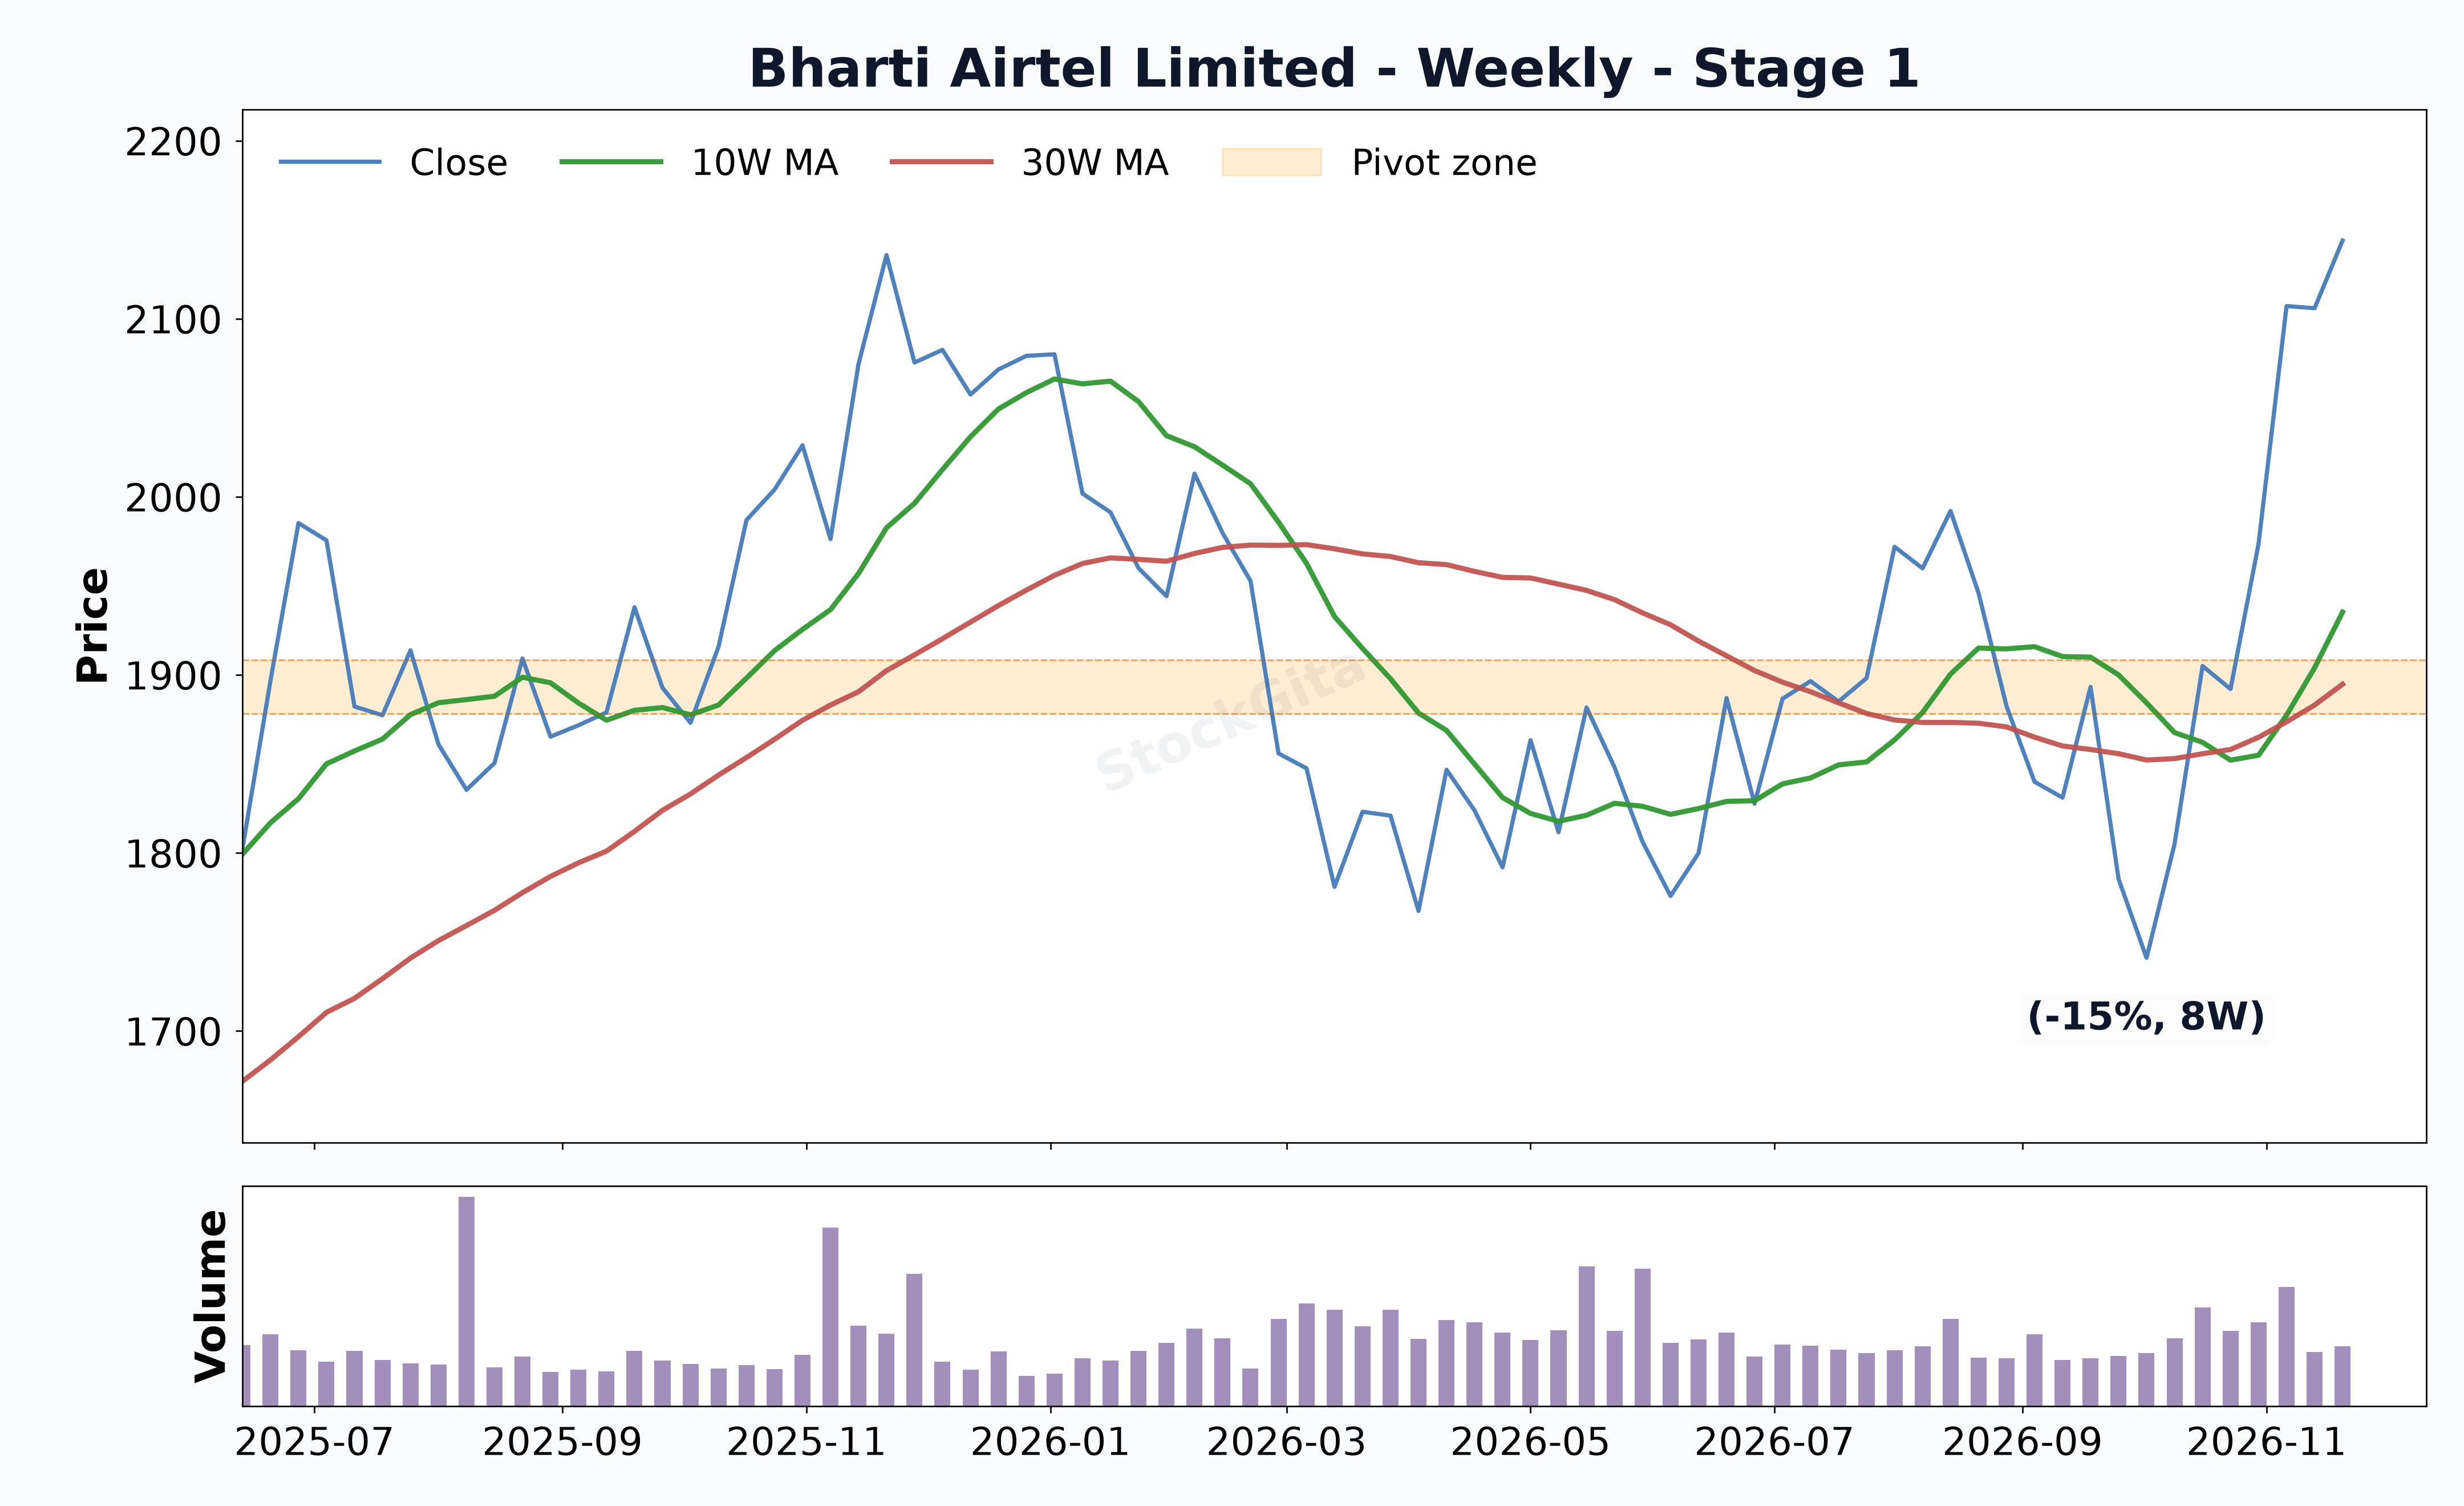 Bharti Airtel Limited - Weekly - Stage 1
Close 10W MA 30W MA Pivot zone
Price
2200
2100
2000
1900
1800
1700
StockGita
(-15%, 8W)
Volume
2025-07 2025-09 2025-11 2026-01 2026-03 2026-05 2026-07 2026-09 2026-11